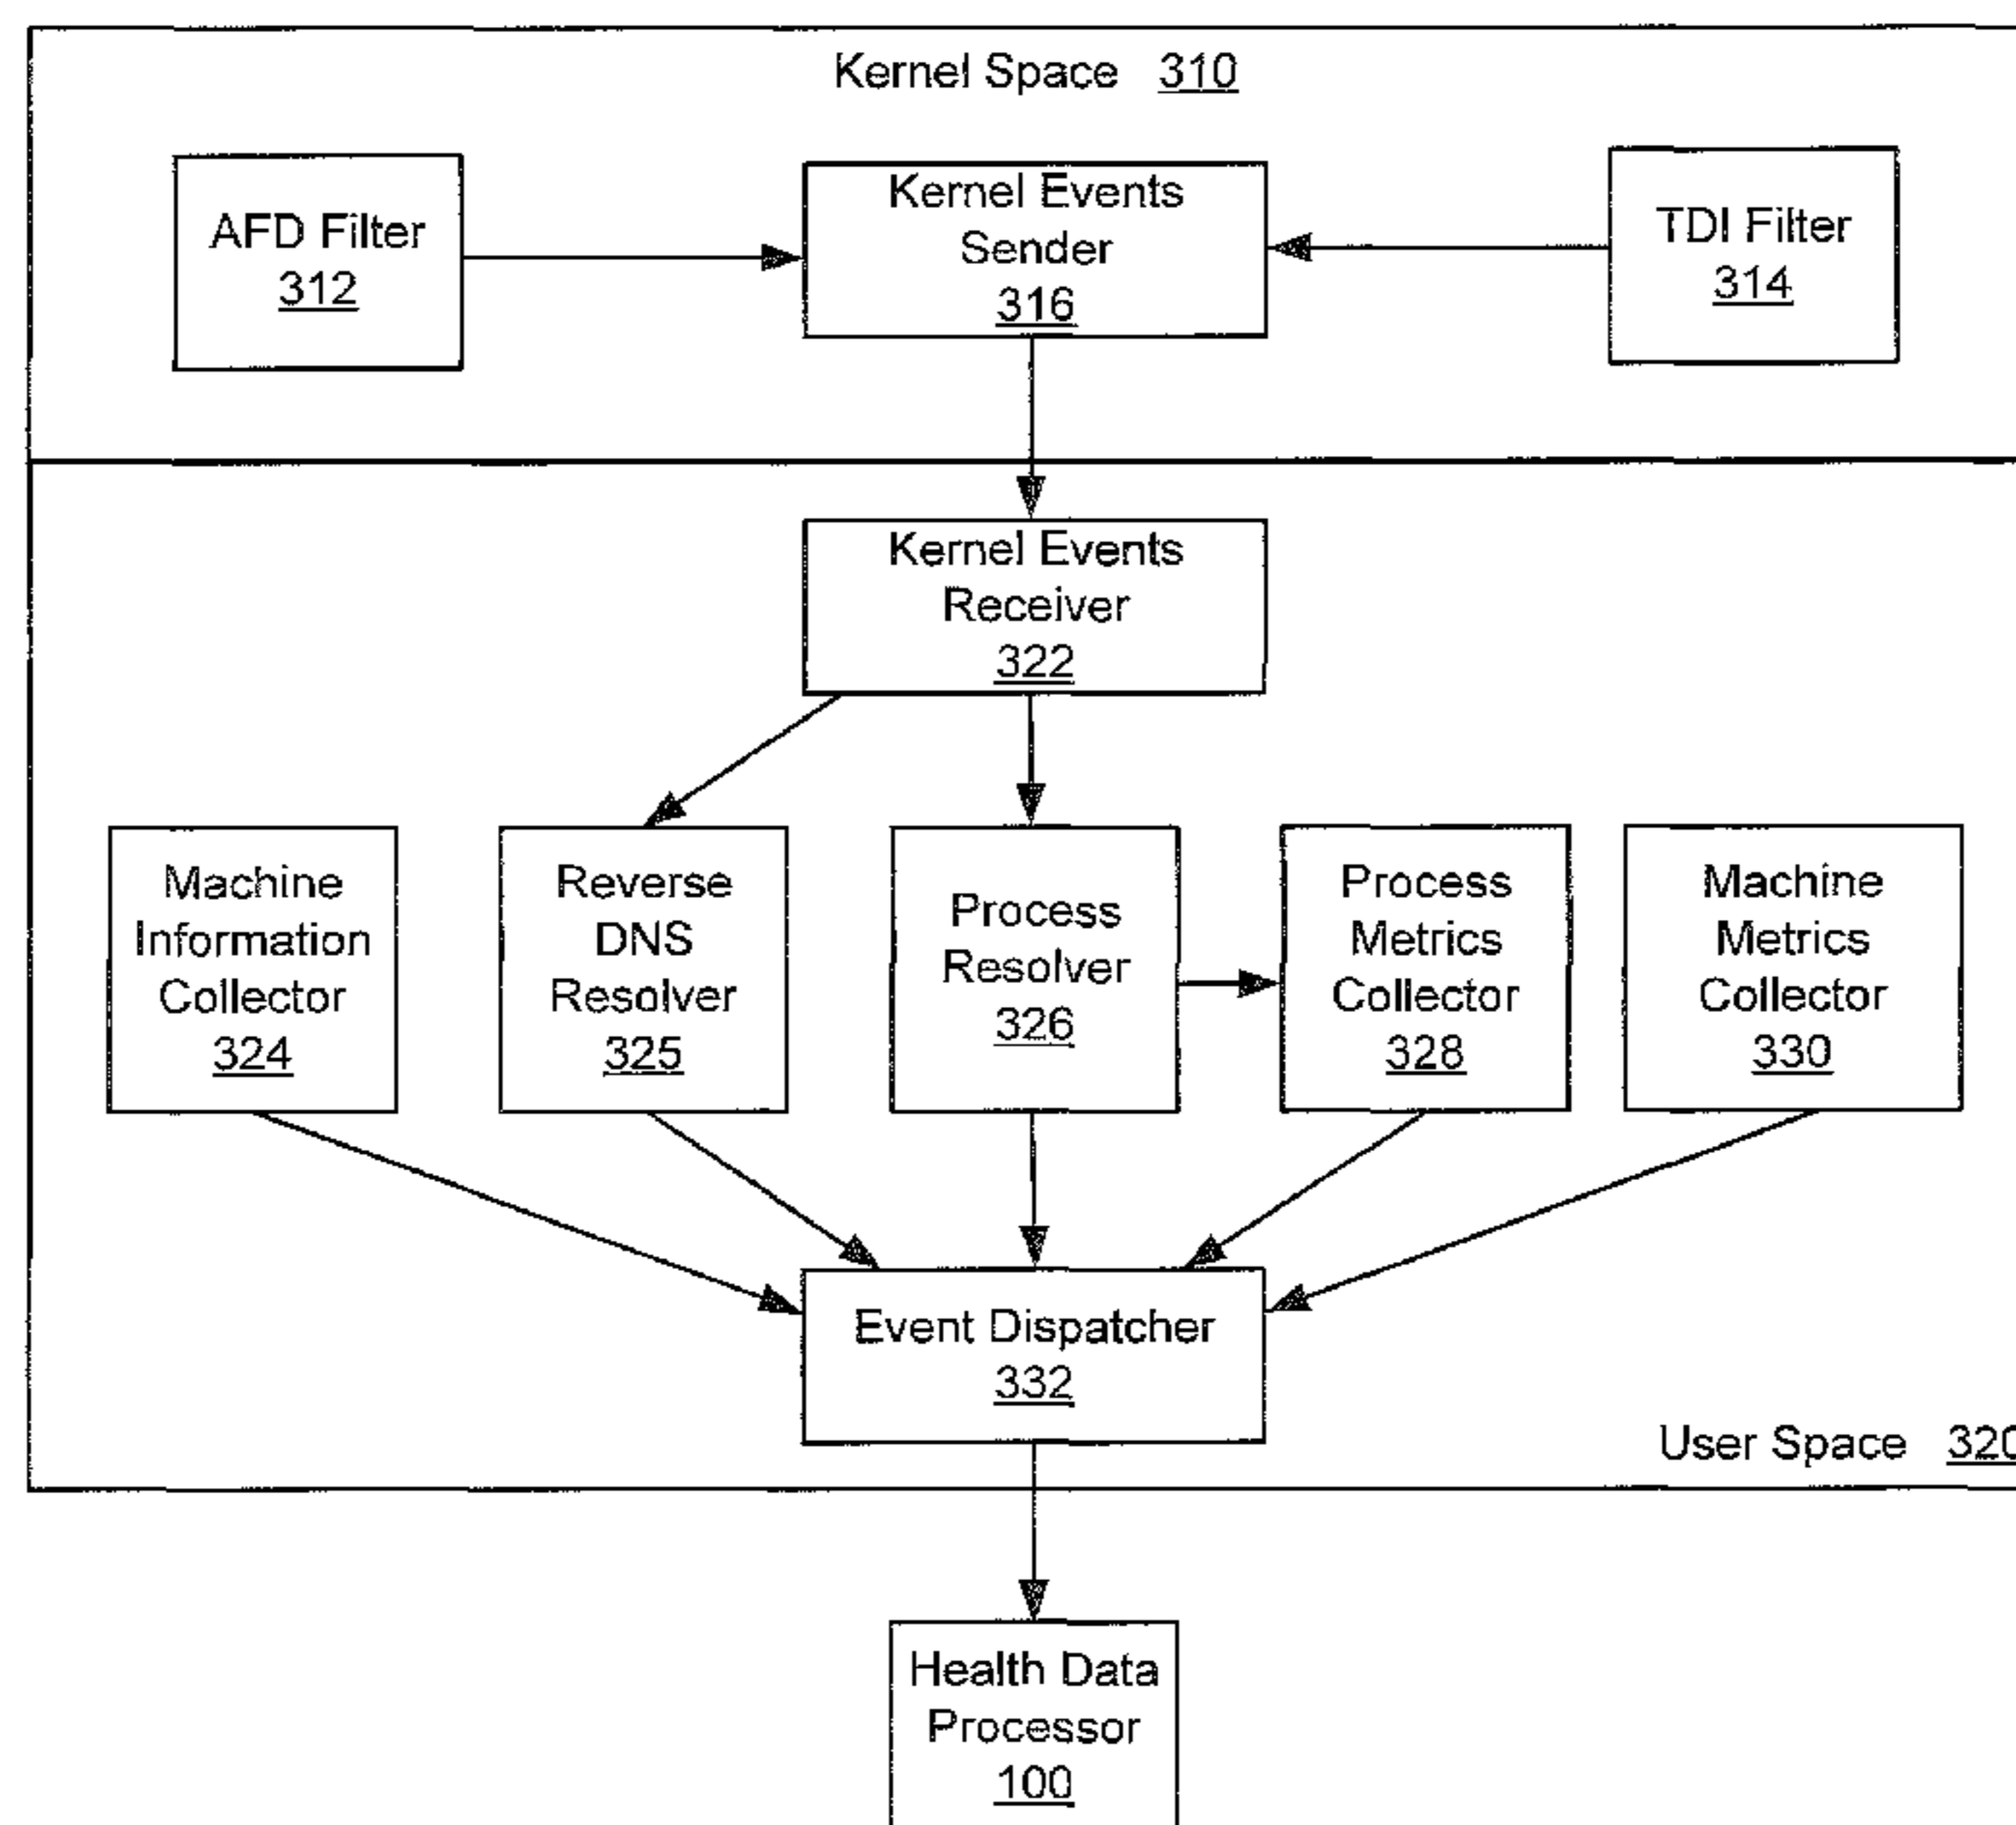 Kernel Space 310
AFD Filter
312
Kernel Events
Sender
316
TDI Filter
314
Kernel Events
Receiver
322
Machine
Information
Collector
324
Reverse
DNS
Resolver
325
Process
Resolver
326
Process
Metrics
Collector
328
Machine
Metrics
Collector
330
Event Dispatcher
332
User Space 320
Health Data
Processor
100